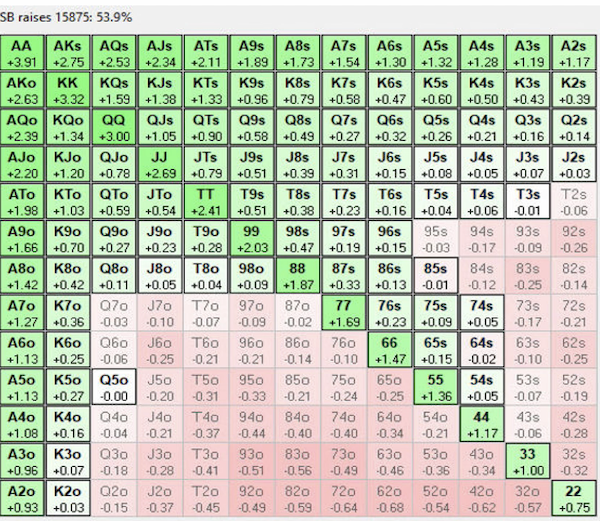 SB raises 15875: 53.9%
AA AKs AQs AJs ATs A9s A8s A7s A6s A5s A4s A3s A2s
+3.91 +2.75 +2.53 +2.34 +2.11 +1.89 +1.73 +1.54 +1.30 +1.32 +1.28 +1.19 +1.17
AKo KK KQs KJs KTs K9s K8s K7s K6s K5s K4s K3s K2s
+2.63 +3.32 +1.59 +1.38 +1.33 +0.96 +0.79 +0.58 +0.47 +0.60 +0.50 +0.43 +0.39
AQo KQo QQ QJs QTs Q9s Q8s Q7s Q6s Q5s Q4s Q3s Q2s
+2.39 +1.34 +3.00 +1.05 +0.90 +0.58 +0.49 +0.27 +0.32 +0.26 +0.21 +0.16 +0.14
AJo KJo QJo JJ JTs J9s J8s J7s J6s J5s J4s J3s J2s
+2.20 +1.20 +0.78 +2.69 +0.79 +0.51 +0.39 +0.31 +0.15 +0.08 +0.05 +0.07 +0.03
ATo KTo QTo JTo TT T9s T8s T7s T6s T5s T4s T3s T2s
+1.98 +1.03 +0.59 +0.54 +2.41 +0.51 +0.38 +0.23 +0.16 +0.04 +0.06 -0.01 -0.06
A9o K9o Q9o J9o T9o 99 98s 97s 96s 95s 94s 93s 92s
+1.66 +0.70 +0.27 +0.23 +0.28 +2.03 +0.47 +0.19 +0.15 -0.03 -0.17 -0.09 -0.26
A8o K8o Q8o J8o T8o 98o 88 87s 86s 85s 84s 83s 82s
+1.42 +0.42 +0.11 +0.05 +0.04 +0.09 +1.87 +0.33 +0.13 -0.01 -0.12 -0.25 -0.14
A7o K7o Q7o J7o T7o 97o 87o 77 76s 75s 74s 73s 72s
+1.27 +0.36 -0.03 -0.10 -0.07 -0.09 -0.02 +1.69 +0.23 +0.09 +0.05 -0.17 -0.21
A6o K6o Q6o J6o T6o 96o 86o 76o 66 65s 64s 63s 62s
+1.13 +0.25 -0.06 -0.25 -0.21 -0.21 -0.14 -0.10 +1.47 +0.15 -0.02 -0.10 -0.25
A5o K5o Q5o J5o T5o 95o 85o 75o 65o 55 54s 53s 52s
+1.13 +0.27 -0.00 -0.20 -0.31 -0.33 -0.21 -0.24 -0.25 +1.36 +0.05 -0.07 -0.19
A4o K4o Q4o J4o T4o 94o 84o 74o 64o 54o 44 43s 42s
+1.08 +0.16 -0.04 -0.21 -0.37 -0.44 -0.40 -0.40 -0.34 -0.21 +1.17 -0.06 -0.28
A3o K3o Q3o J3o T3o 93o 83o 73o 63o 53o 43o 33 32s
+0.96 +0.07 -0.18 -0.28 -0.41 -0.51 -0.56 -0.49 -0.46 -0.36 -0.34 +1.00 -0.32
A2o K2o Q2o J2o T2o 92o 82o 72o 62o 52o 42o 32o 22
+0.93 +0.03 -0.15 -0.37 -0.45 -0.49 -0.59 -0.64 -0.62 -0.54 -0.62 -0.57 +0.75